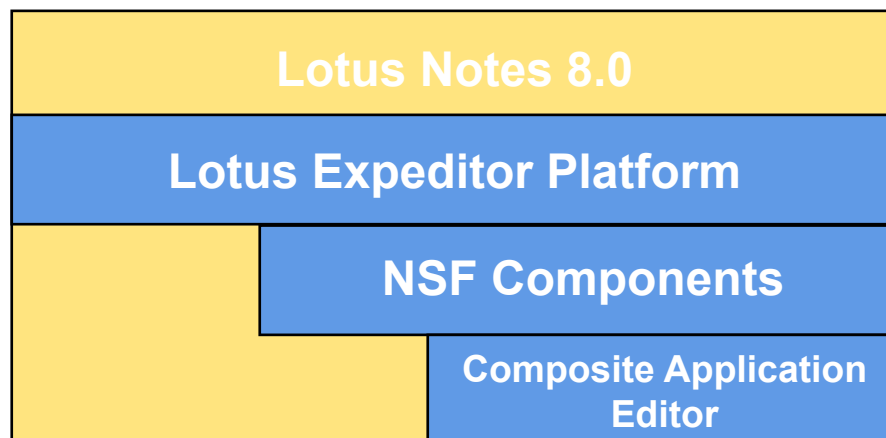 Lotus Notes 8.0
Lotus Expeditor Platform
NSF Components
Composite Application
Editor